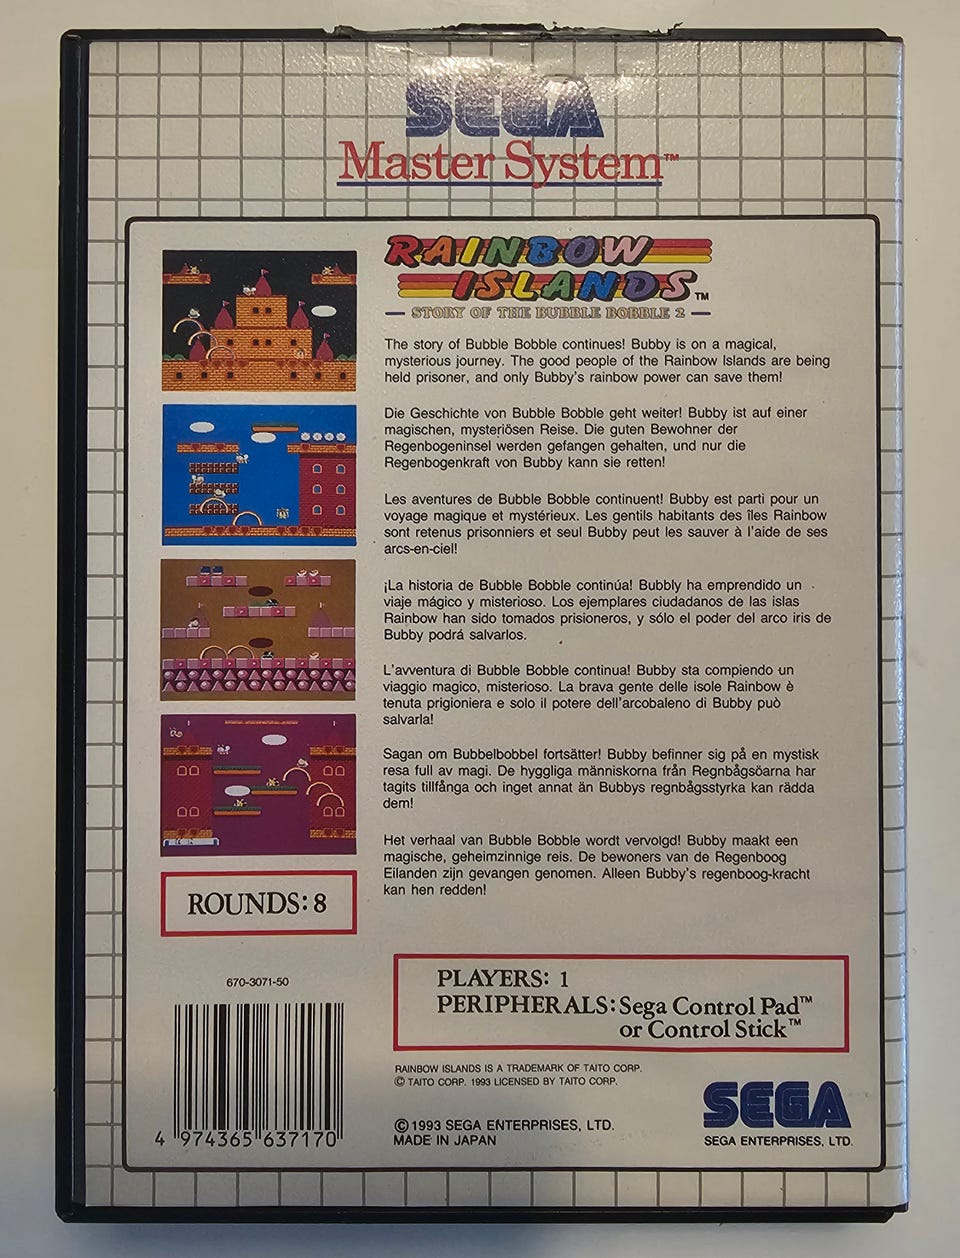 SEGA
Master System™
RAINBOW
ISLANDS™
STORY OF THE BUBBLE BOBBLE 2
The story of Bubble Bobble continues! Bubby is on a magical,
mysterious journey. The good people of the Rainbow Islands are being
held prisoner, and only Bubby's rainbow power can save them!
Die Geschichte von Bubble Bobble geht weiter! Bubby ist auf einer
magischen, mysteriösen Reise. Die guten Bewohner der
Regenbogeninsel werden gefangen gehalten, und nur die
Regenbogenkraft von Bubby kann sie retten!
Les aventures de Bubble Bobble continuent! Bubby est parti pour un
voyage magique et mystérieux. Les gentils habitants des îles Rainbow
sont retenus prisonniers et seul Bubby peut les sauver à l'aide de ses
arcs-en-ciel!
¡La historia de Bubble Bobble continúa! Bubbly ha emprendido un
viaje mágico y misterioso. Los ejemplares ciudadanos de las islas
Rainbow han sido tomados prisioneros, y sólo el poder del arco iris de
Bubby podrá salvarlos.
L'avventura di Bubble Bobble continua! Bubby sta compiendo un
viaggio magico, misterioso. La brava gente delle isole Rainbow è
tenuta prigioniera e solo il potere dell'arcobaleno di Bubby può
salvarla!
Sagan om Bubbelbobbel fortsätter! Bubby befinner sig på en mystisk
resa full av magi. De hyggliga människorna från Regnbågsöarna har
tagits tillfånga och inget annat än Bubbys regnbågsstyrka kan rädda
dem!
Het verhaal van Bubble Bobble wordt vervolgd! Bubby maakt een
magische, geheimzinnige reis. De bewoners van de Regenboog
Eilanden zijn gevangen genomen. Alleen Bubby's regenboog-kracht
kan hen redden!
ROUNDS: 8
670-3071-50
4 974365 637170
PLAYERS: 1
PERIPHERALS: Sega Control Pad™
or Control Stick™
RAINBOW ISLANDS IS A TRADEMARK OF TAITO CORP.
© TAITO CORP. 1993 LICENSED BY TAITO CORP.
© 1993 SEGA ENTERPRISES, LTD.
MADE IN JAPAN
SEGA
SEGA ENTERPRISES, LTD.